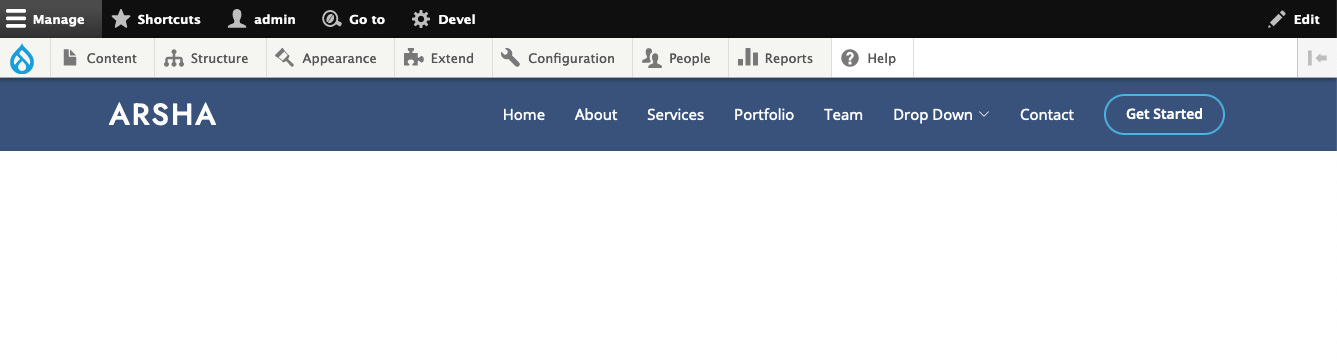 Manage Shortcuts admin Go to Devel Edit
Content Structure Appearance Extend Configuration People Reports Help
ARSHA Home About Services Portfolio Team Drop Down Contact Get Started